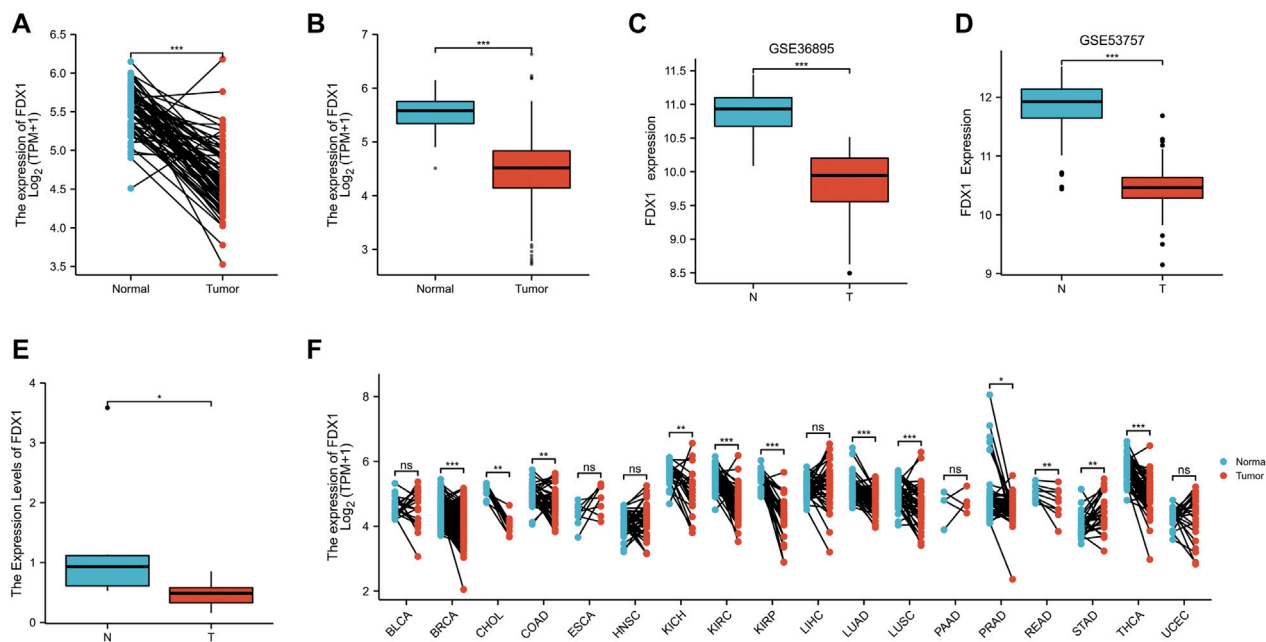 A
The expression of FDX1
Log2 (TPM+1)
6.5
6.0
5.5
5.0
4.5
4.0
3.5
***
Normal
Tumor
B
The expression of FDX1
Log2 (TPM+1)
7
6
5
4
3
***
Normal
Tumor
C
GSE36895
FDX1 expression
11.5
11.0
10.5
10.0
9.5
9.0
8.5
***
N
T
D
GSE53757
FDX1 Expression
12
11
10
9
***
N
T
E
The Expression Levels of FDX1
4
3
2
1
0
*
N
T
F
The expression of FDX1
Log2 (TPM+1)
8
6
4
2
ns
***
**
**
ns
ns
**
***
***
ns
***
***
ns
*
**
**
***
ns
BLCA
BRCA
CHOL
COAD
ESCA
HNSC
KICH
KIRC
KIRP
LIHC
LUAD
LUSC
PAAD
PRAD
READ
STAD
THCA
UCEC
Norma
Tumor